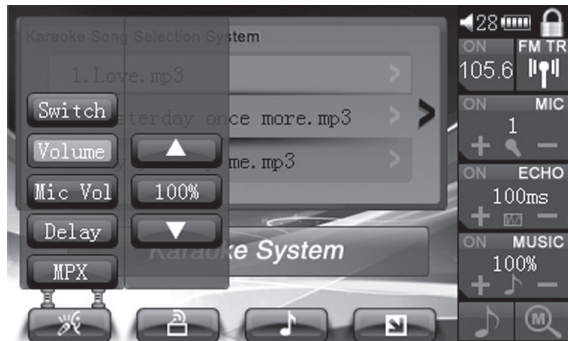 Karaoke Song Selection System
1.Love.mp3
once more.mp3
me.mp3
Switch
Volume
Mic Vol
100%
Delay
MPX
Karaoke System
28
ON FM TR
105.6
ON MIC
1
ON ECHO
100ms
ON MUSIC
100%
M